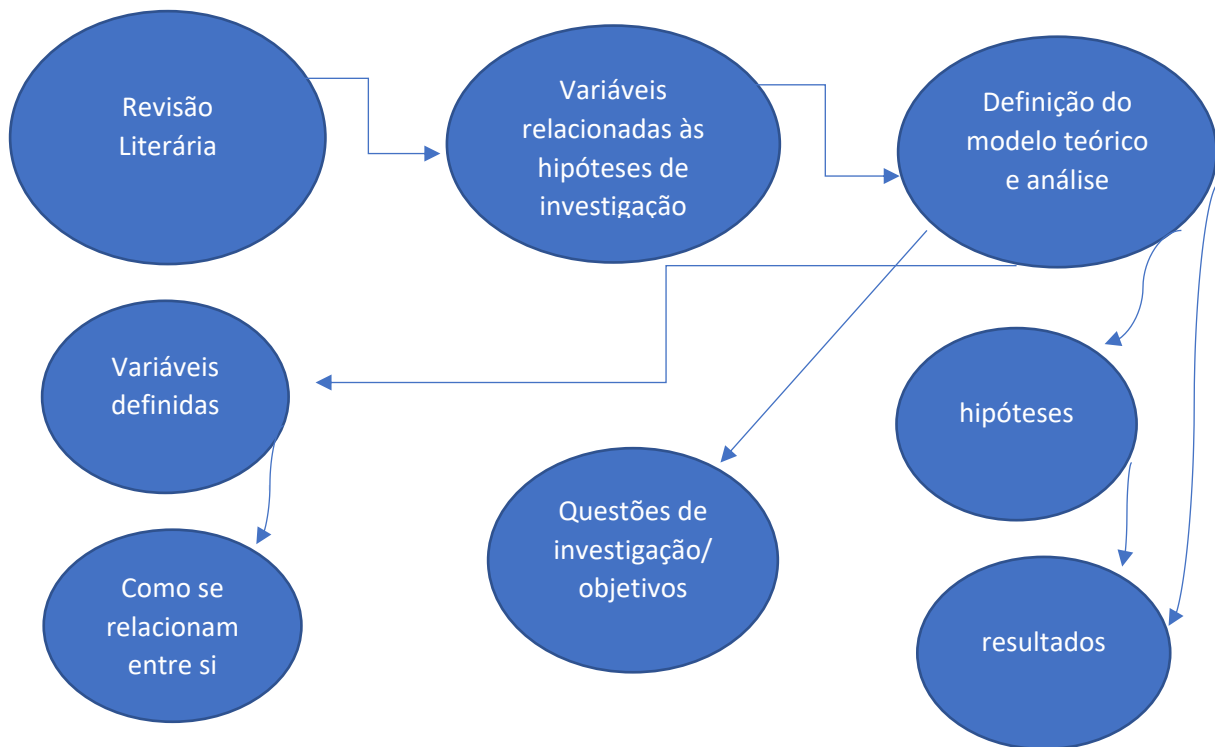 Revisão
Literária
Variáveis
relacionadas às
hipóteses de
investigação
Definição do
modelo teórico
e análise
Variáveis
definidas
hipóteses
Questões de
investigação/
objetivos
Como se
relacionam
entre si
resultados